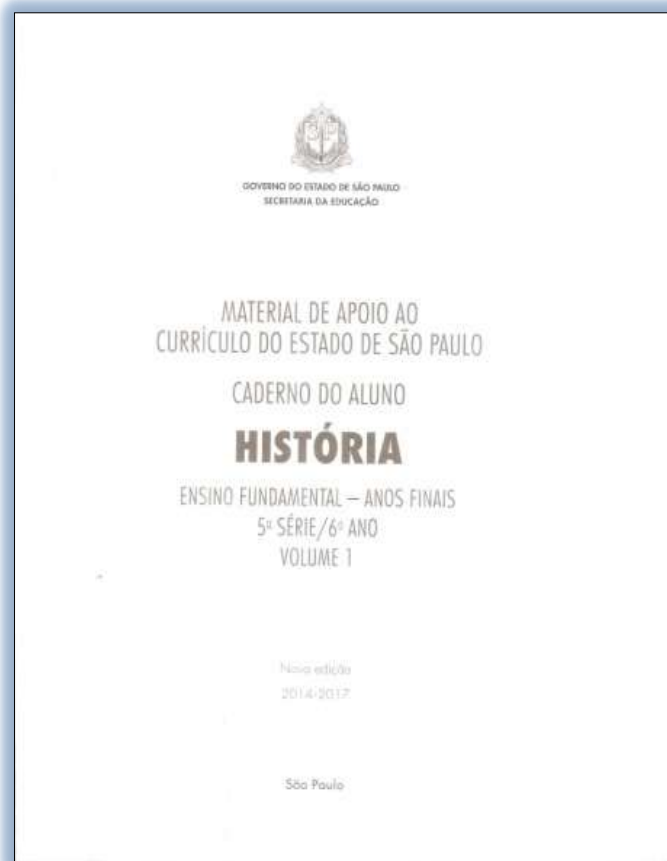 GOVERNO DO ESTADO DE SÃO PAULO
SECRETARIA DA EDUCAÇÃO
MATERIAL DE APOIO AO
CURRÍCULO DO ESTADO DE SÃO PAULO
CADERNO DO ALUNO
HISTÓRIA
ENSINO FUNDAMENTAL – ANOS FINAIS
5ª SÉRIE/6º ANO
VOLUME 1
Nova edição
2014-2017
São Paulo